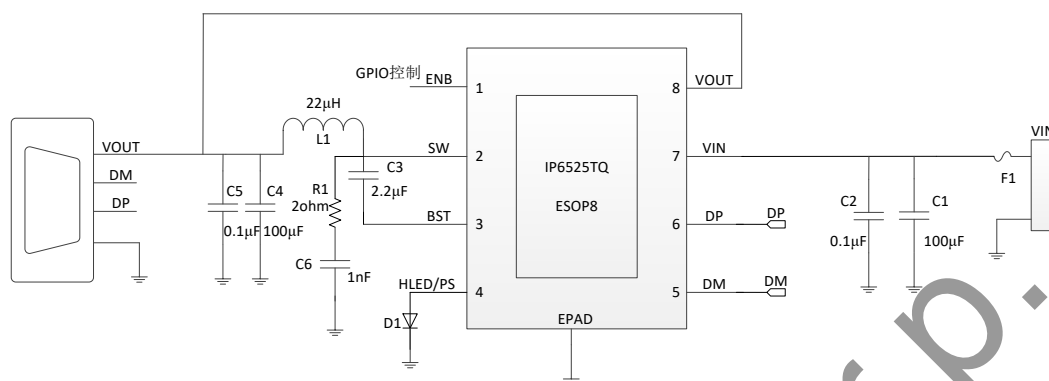 GPIO控制
ENB
1
8
VOUT
22μH
L1
VOUT
SW
2
7
VIN
VIN
C3
2.2μF
IP6525TQ
ESOP8
F1
DM
DP
C5
C4
R1
2ohm
BST
3
6
DP
DP
C2
C1
0.1μF
100μF
0.1μF
100μF
C6
1nF
HLED/PS
4
5
DM
DM
D1
EPAD